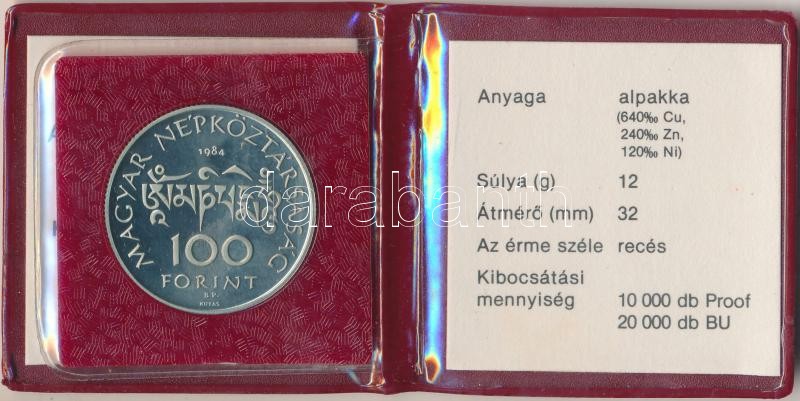 MAGYAR NÉPKÖZTÁRSASÁG
1984
100
FORINT
B.P.
KUTAS
Anyaga alpakka
(640‰ Cu,
240‰ Zn,
120‰ Ni)
Súlya (g) 12
Átmérő (mm) 32
Az érme széle recés
Kibocsátási
mennyiség 10 000 db Proof
20 000 db BU
darabanth